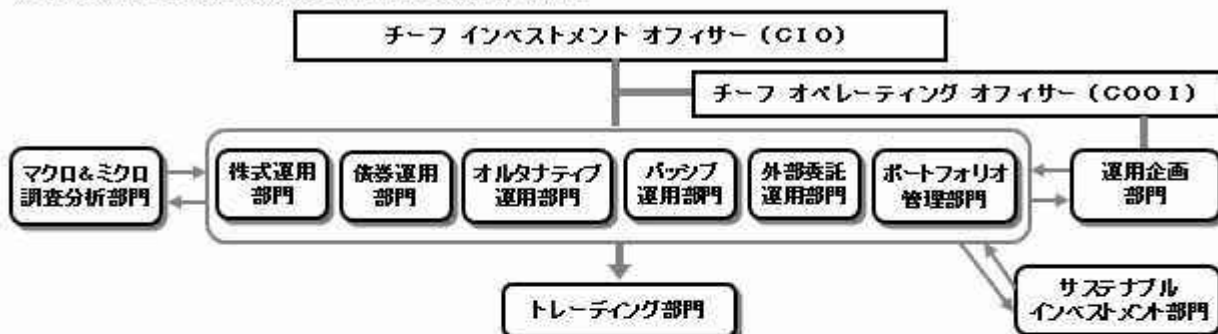 チーフ インベストメント オフィサー (CIO)
チーフ オペレーティング オフィサー (COO I)
マクロ&ミクロ
調査分析部門
株式運用
部門
債券運用
部門
オルタナティブ
運用部門
パッシブ
運用部門
外部委託
運用部門
ポートフォリオ
管理部門
運用企画
部門
トレーディング部門
サステナブル
インベストメント部門